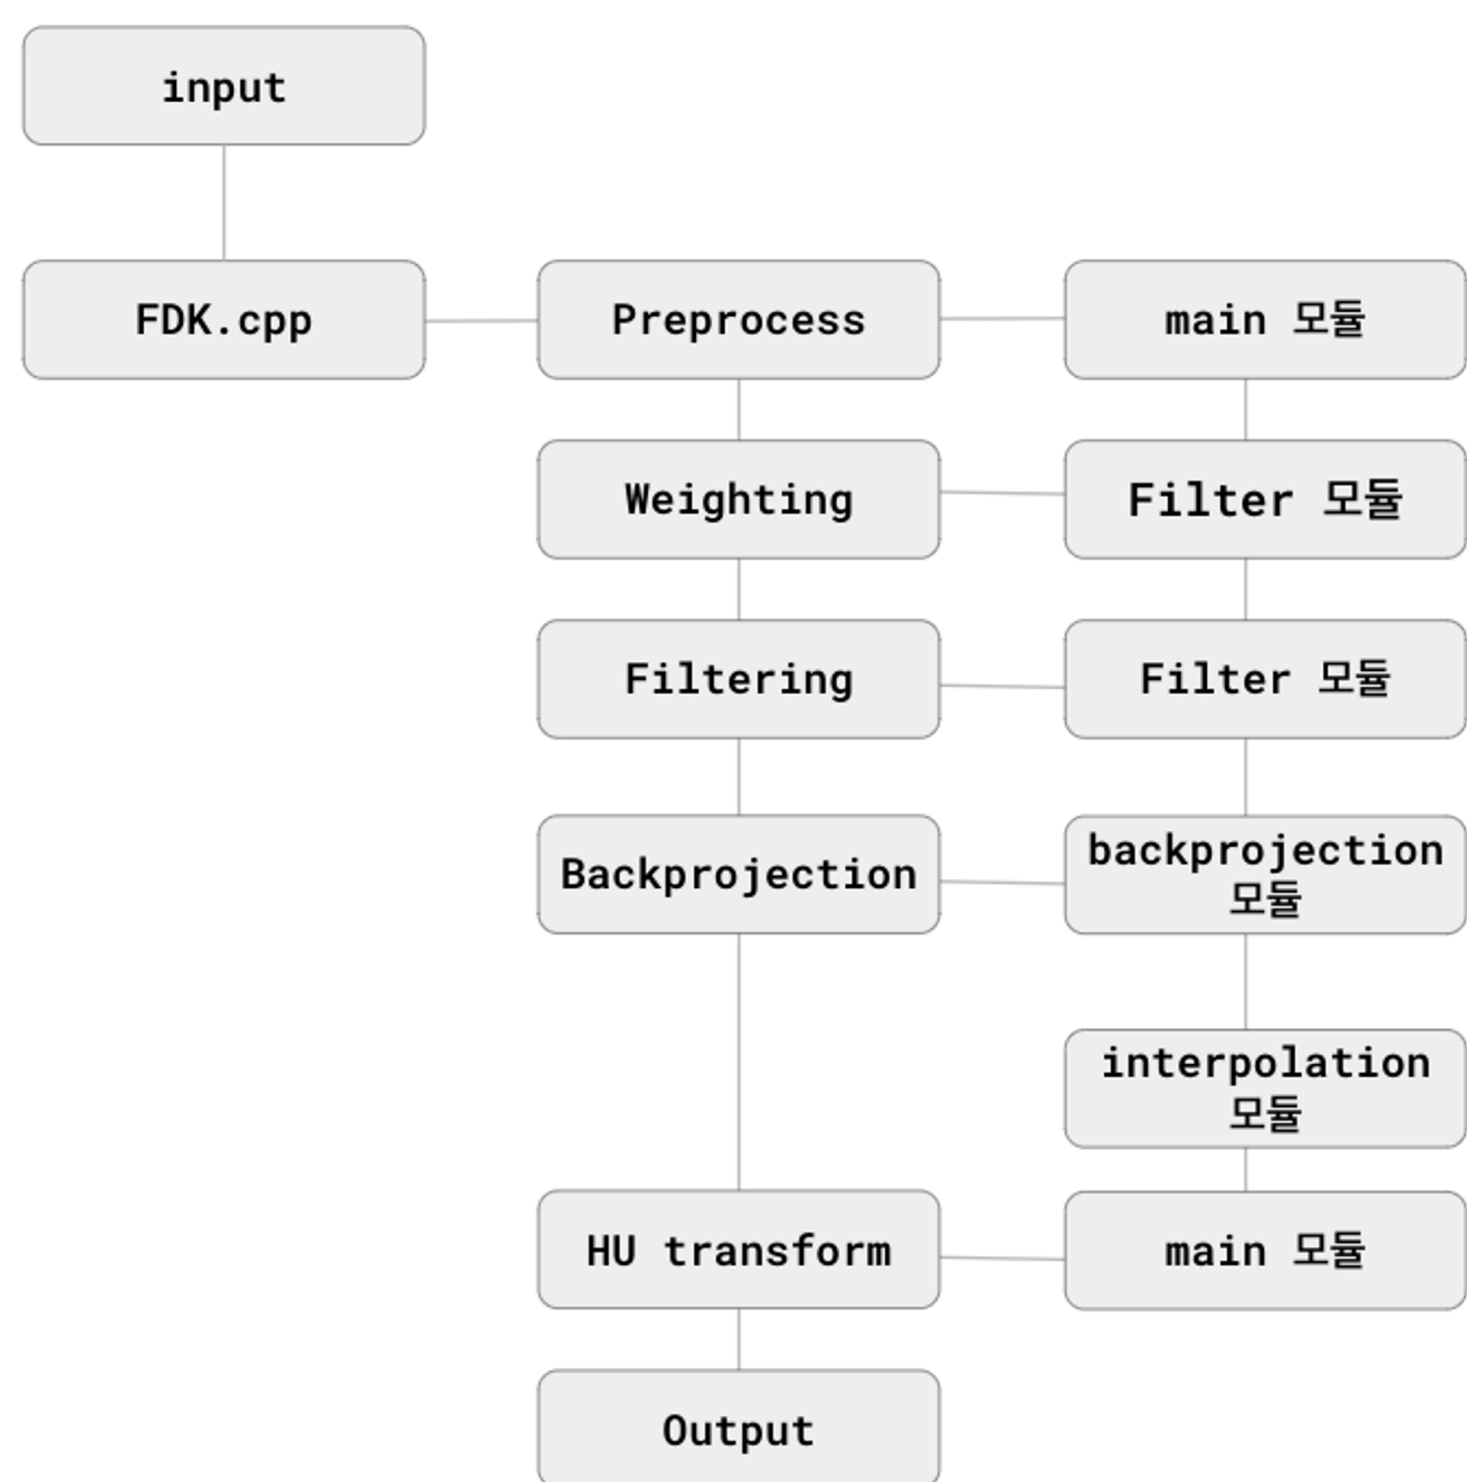 input
FDK.cpp
Preprocess
main 모듈
Weighting
Filter 모듈
Filtering
Filter 모듈
Backprojection
backprojection
모듈
interpolation
모듈
HU transform
main 모듈
Output